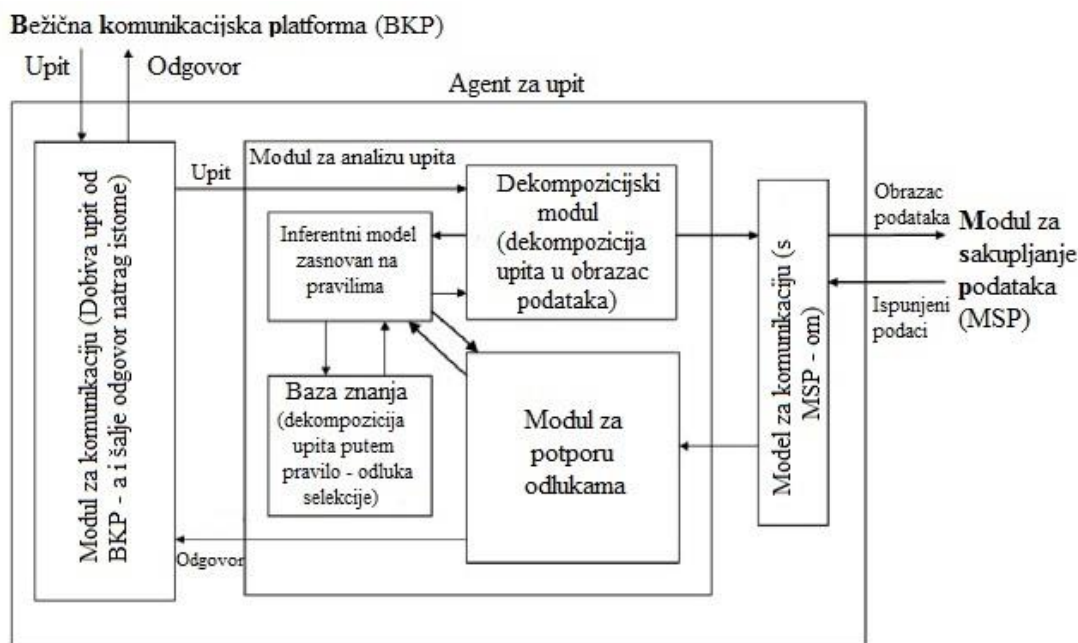 Bežična komunikacijska platforma (BKP)
Upit
Odgovor
Agent za upit
Modul za komunikaciju (Dobiva upit od
BKP - a i šalje odgovor natrag istome)
Upit
Modul za analizu upita
Dekompozicijski
modul
(dekompozicija
upita u obrazac
podataka)
Inferentni model
zasnovan na
pravilima
Baza znanja
(dekompozicija
upita putem
pravilo - odluka
selekcije)
Modul za
potporu
odlukama
Odgovor
Model za komunikaciju (s
MSP - om)
Obrazac
podataka
Ispunjeni
podaci
Modul za
sakupljanje
podataka
(MSP)